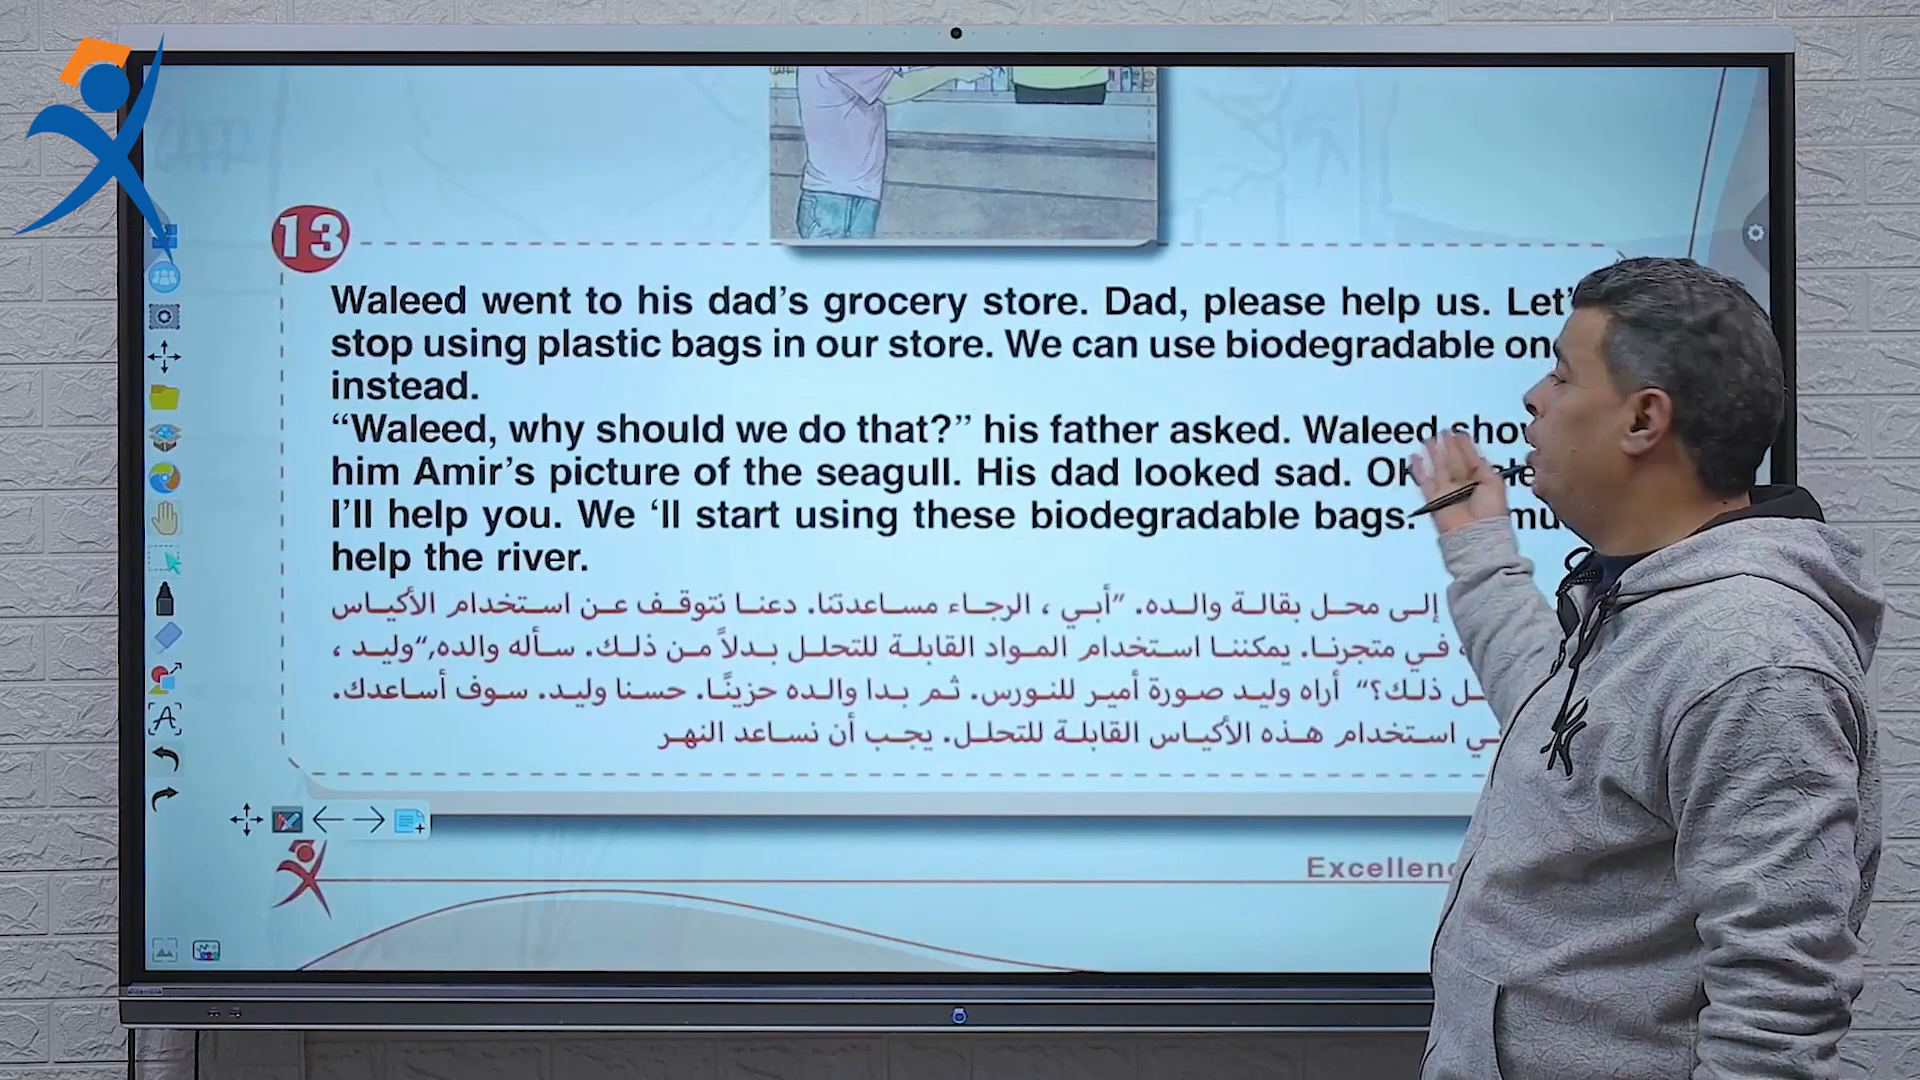 13
Waleed went to his dad's grocery store. Dad, please help us. Let's
stop using plastic bags in our store. We can use biodegradable
instead.
“Waleed, why should we do that?” his father asked. Waleed
him Amir's picture of the seagull. His dad looked sad.
I'll help you. We ‘ll start using these biodegradable bags.
help the river.
إلى محل بقالة والده. “أبي ، الرجاء مساعدتنا. دعنا نتوقف عن استخدام الأكياس
في متجرنا. يمكننا استخدام المواد القابلة للتحلل بدلاً من ذلك. سأله والده,“وليد ،
ذلك؟“ أراه وليد صورة أمير للنورس. ثم بدا والده حزينًا. حسنا وليد. سوف أساعدك.
استخدام هذه الأكياس القابلة للتحلل. يجب أن نساعد النهر